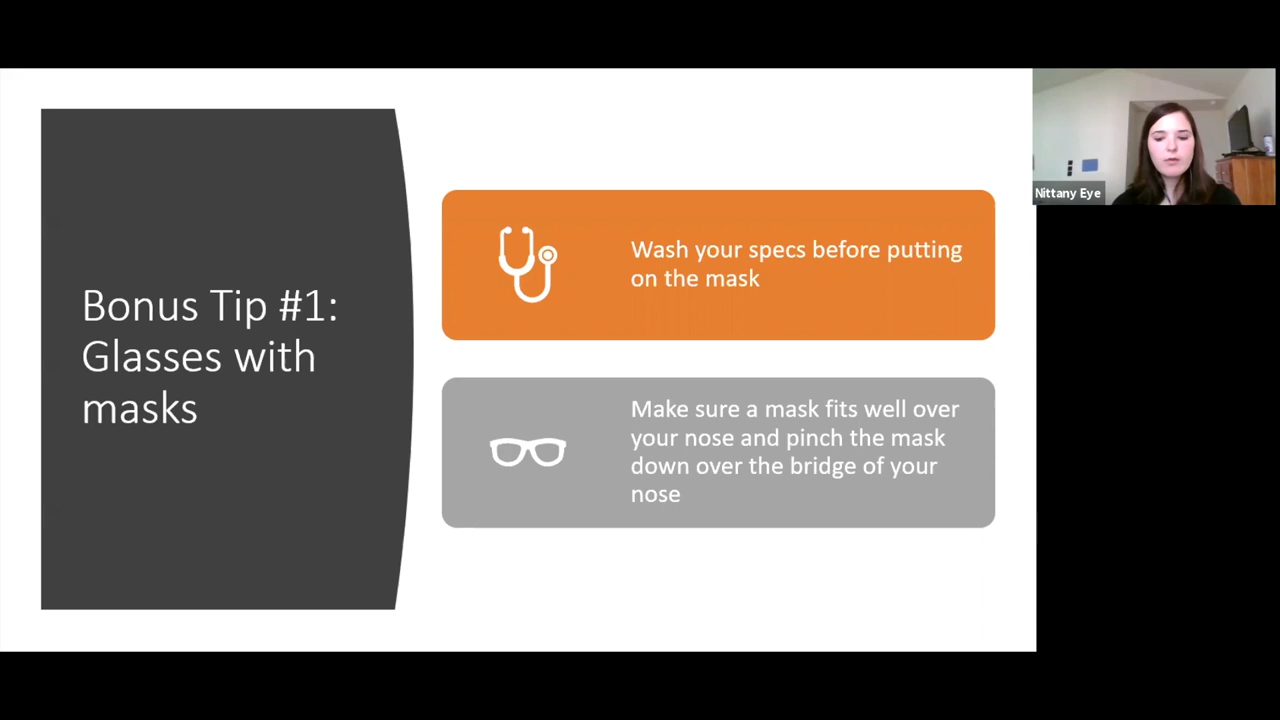 Bonus Tip #1:
Glasses with
masks
Wash your specs before putting
on the mask
Make sure a mask fits well over
your nose and pinch the mask
down over the bridge of your
nose
Nittany Eye